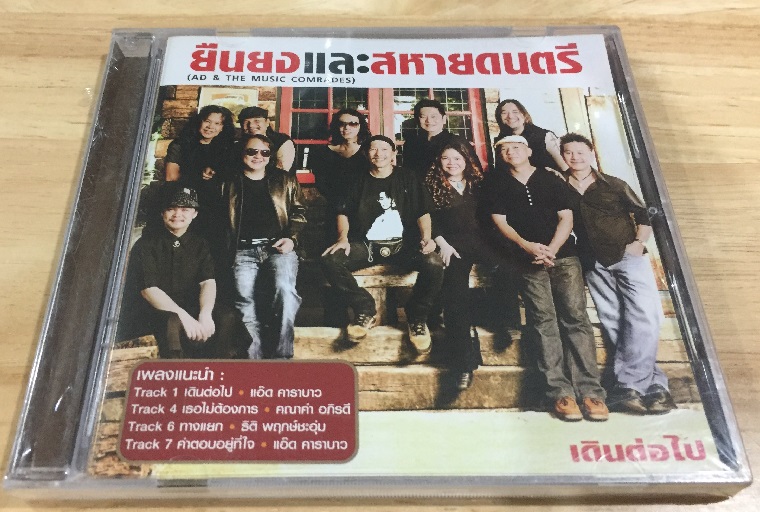 ยืนยงและสหายดนตรี
(AD & THE MUSIC COMRADES)
เพลงแนะนำ :
Track 1 เดินต่อไป • แอ๊ด คาราบาว
Track 4 เธอไม่ต้องการ • คณาคำ อภิรดี
Track 6 ทางแยก • ธิติ พฤกษ์ชะอุ่ม
Track 7 คำตอบอยู่ที่ใจ • แอ๊ด คาราบาว
เดินต่อไป